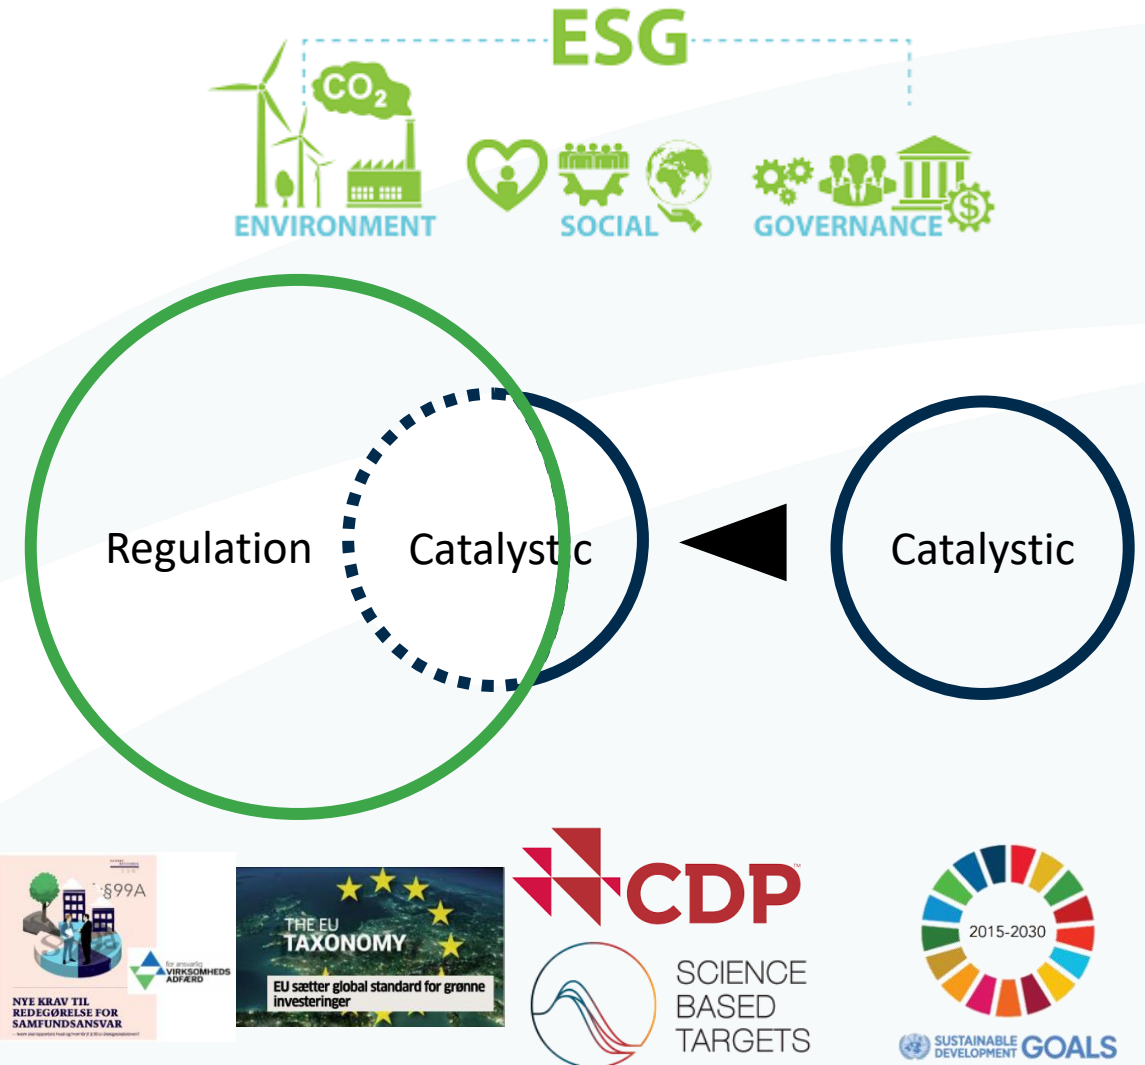 ESG
CO2
ENVIRONMENT
SOCIAL
GOVERNANCE
$
Regulation
Catalystic
Catalystic
§99A
for ansvarlig
VIRKSOMHEDS
ADFÆRD
NYE KRAV TIL
REDEGØRELSE FOR
SAMFUNDSANSVAR
THE EU
TAXONOMY
EU sætter global standard for grønne
investeringer
CDP
SCIENCE
BASED
TARGETS
2015-2030
SUSTAINABLE
DEVELOPMENT GOALS